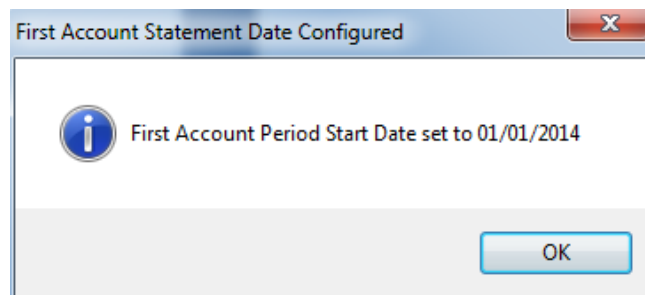 First Account Statement Date Configured
First Account Period Start Date set to 01/01/2014
OK